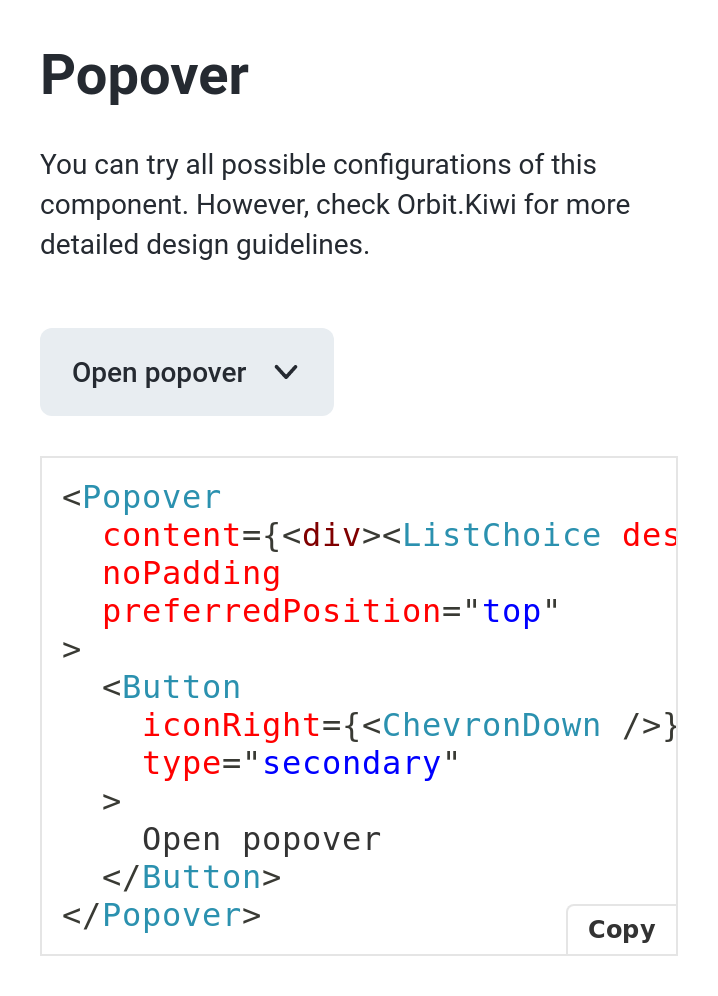 Popover
You can try all possible configurations of this
component. However, check Orbit.Kiwi for more
detailed design guidelines.
Open popover
<Popover
  content={<div><ListChoice des
  noPadding
  preferredPosition="top"
>
  <Button
    iconRight={<ChevronDown />}
    type="secondary"
  >
    Open popover
  </Button>
</Popover>
Copy